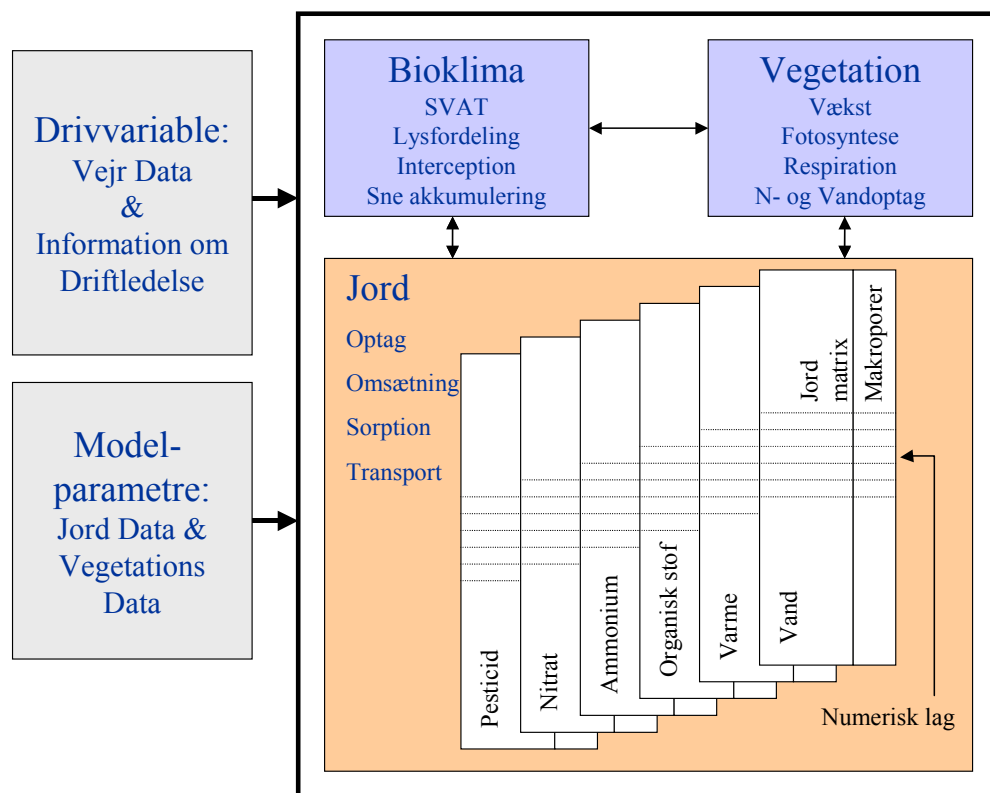 Drivvariable:
Vejr Data
&
Information om
Driftledelse
Model-
parametre:
Jord Data &
Vegetations
Data
Bioklima
SVAT
Lysfordeling
Interception
Sne akkumulering
Vegetation
Vækst
Fotosyntese
Respiration
N- og Vandoptag
Jord
Optag
Omsætning
Sorption
Transport
Pesticid
Nitrat
Ammonium
Organisk stof
Varme
Vand
Jord
matrix
Makroporer
Numerisk lag